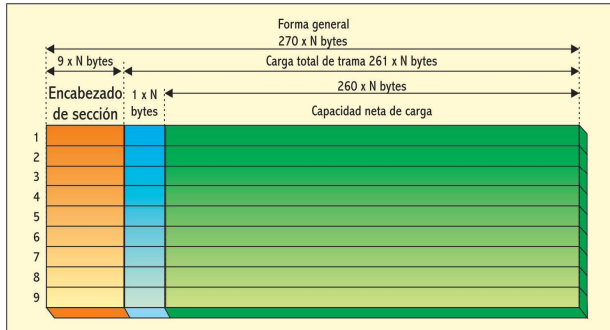 Forma general
270 x N bytes
9 x N bytes
Carga total de trama 261 x N bytes
Encabezado
de sección
1 x N
bytes
260 x N bytes
Capacidad neta de carga
1
2
3
4
5
6
7
8
9